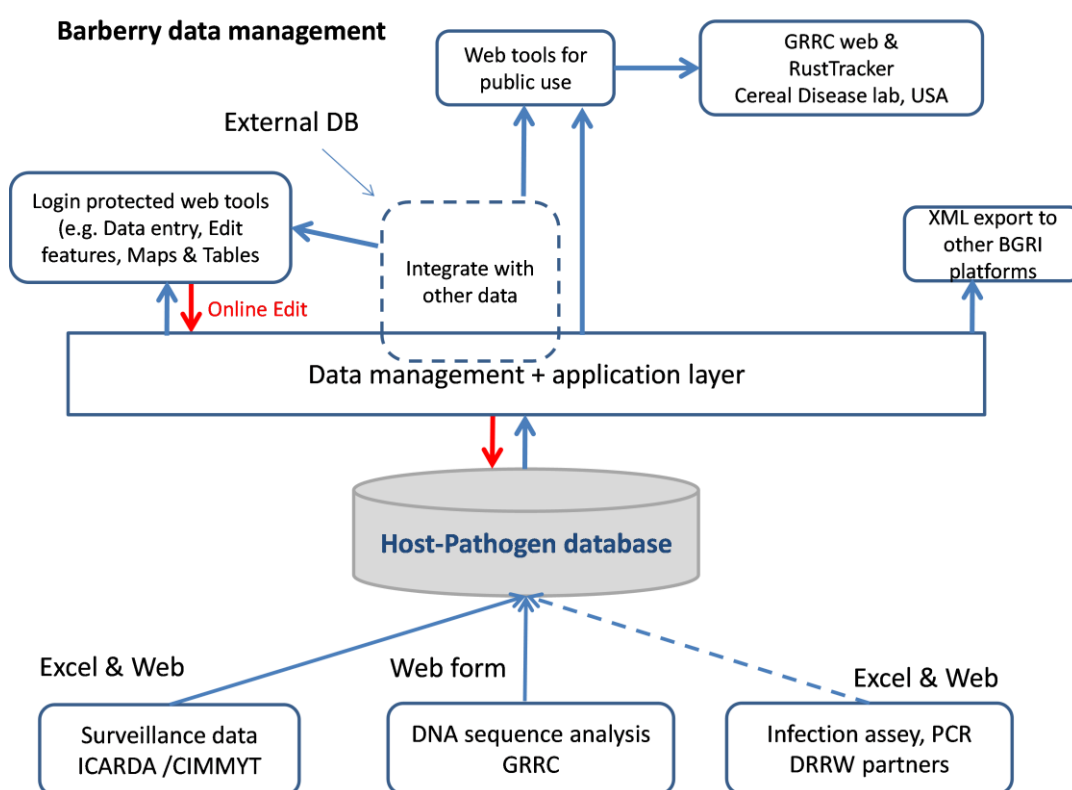 Barberry data management
Web tools for
public use
GRRC web &
RustTracker
Cereal Disease lab, USA
External DB
Login protected web tools
(e.g. Data entry, Edit
features, Maps & Tables
Integrate with
other data
XML export to
other BGRI
platforms
Online Edit
Data management + application layer
Host-Pathogen database
Excel & Web
Web form
Excel & Web
Surveillance data
ICARDA /CIMMYT
DNA sequence analysis
GRRC
Infection assey, PCR
DRRW partners